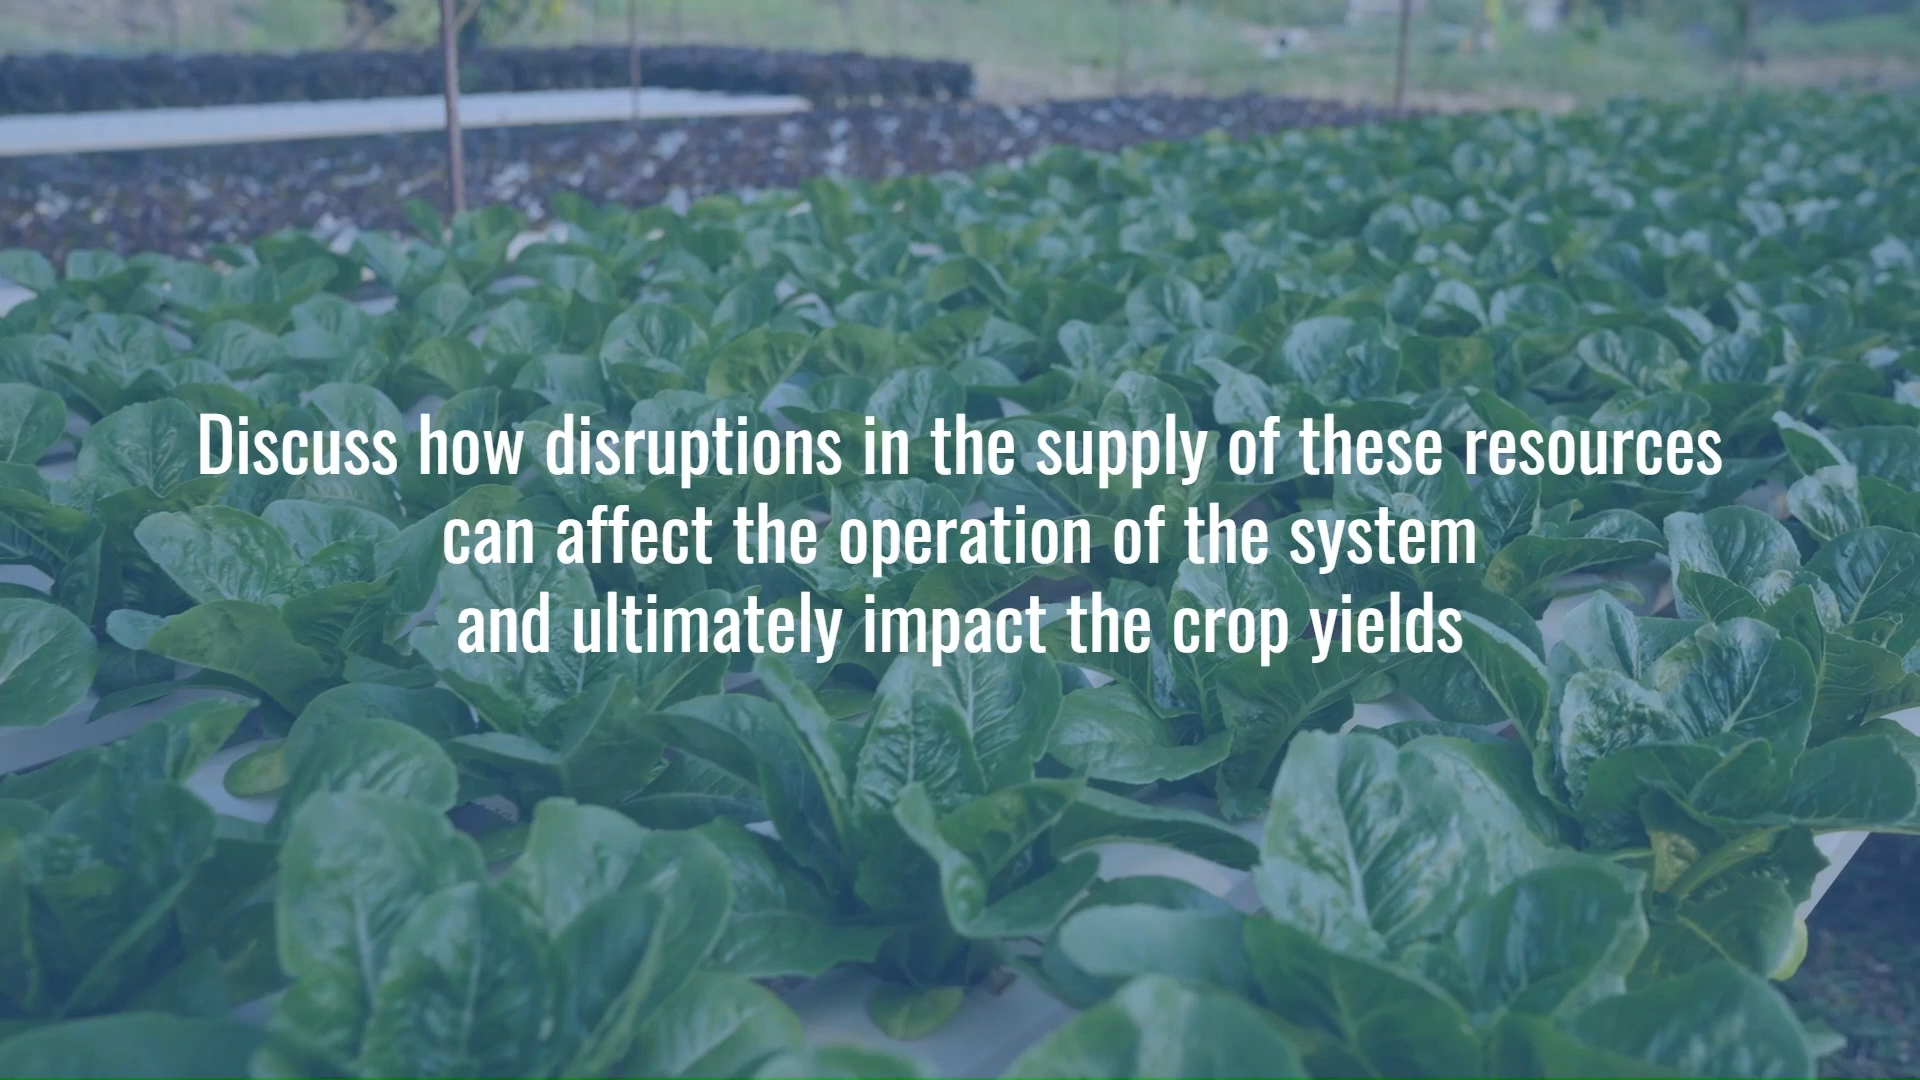 Discuss how disruptions in the supply of these resources
can affect the operation of the system
and ultimately impact the crop yields